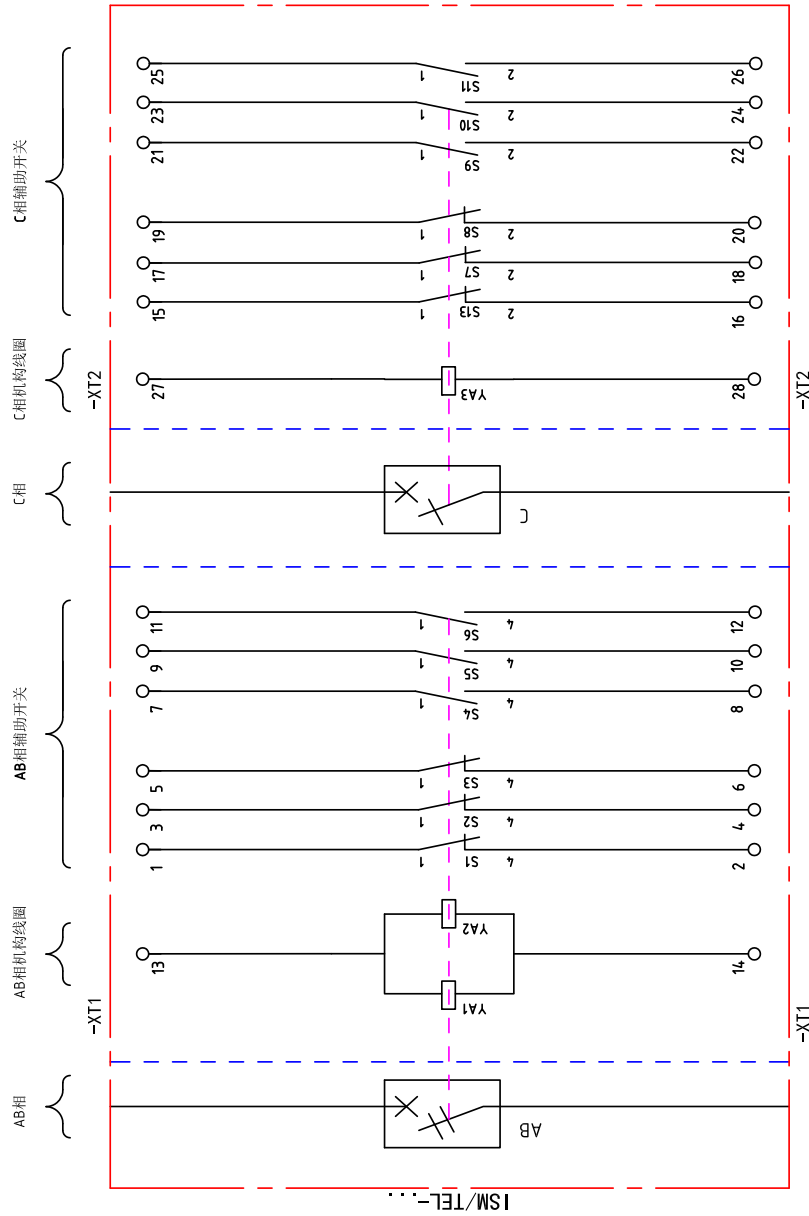 AB相
AB相机构线圈
AB相辅助开关
C相
C相机构线圈
C相辅助开关
-XT1
-XT2
13
1
3
5
7
9
11
27
15
17
19
21
23
25
1
1
1
1
1
1
1
1
1
1
1
1
YA1
YA2
S1
S2
S3
S4
S5
S6
YA3
S13
S7
S8
S9
S10
S11
4
4
4
4
4
4
2
2
2
2
2
2
AB
C
14
2
4
6
8
10
12
28
16
18
20
22
24
26
-XT1
-XT2
ISM/TEL-...